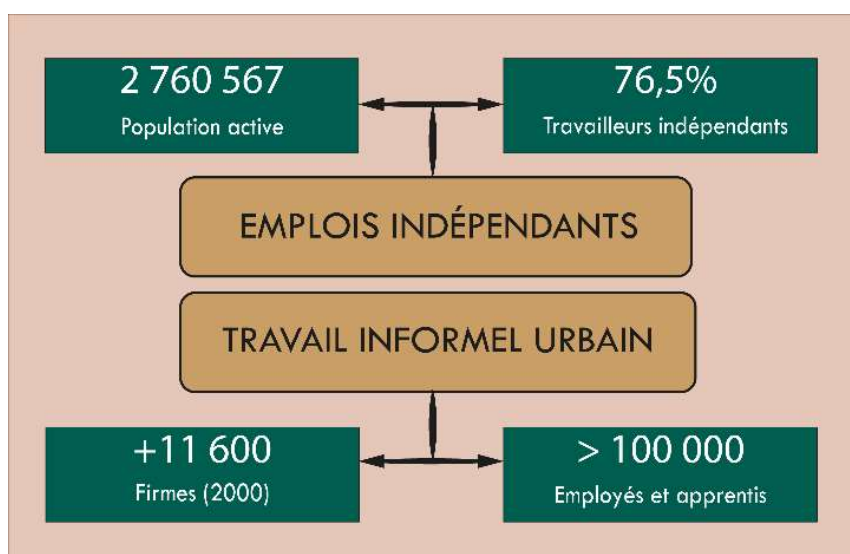 2 760 567
Population active
76,5%
Travailleurs indépendants
EMPLOIS INDÉPENDANTS
TRAVAIL INFORMEL URBAIN
+11 600
Firmes (2000)
> 100 000
Employés et apprentis